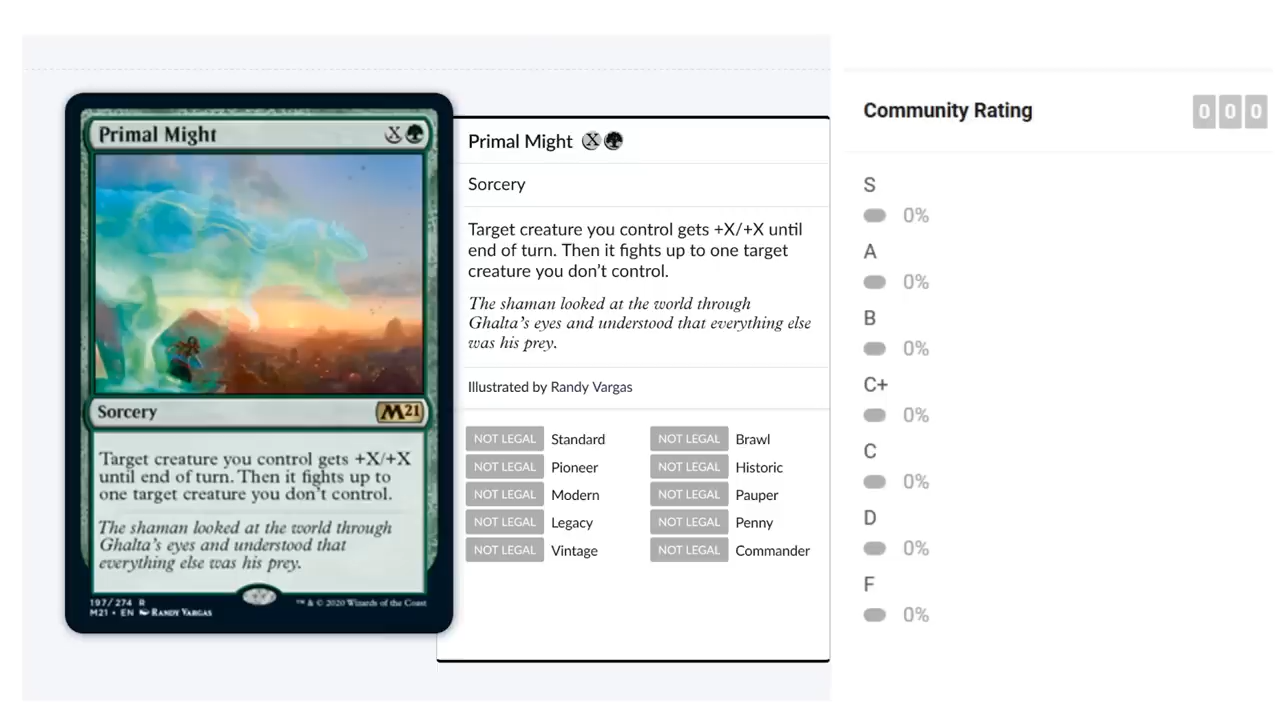 Primal Might X
Sorcery
M21
Target creature you control gets +X/+X
until end of turn. Then it fights up to
one target creature you don't control.
The shaman looked at the world through
Ghalta's eyes and understood that
everything else was his prey.
197/274 R
M21 • EN RANDY VARGAS
™ & © 2020 Wizards of the Coast
Primal Might X
Sorcery
Target creature you control gets +X/+X until
end of turn. Then it fights up to one target
creature you don't control.
The shaman looked at the world through
Ghalta's eyes and understood that everything else
was his prey.
Illustrated by Randy Vargas
NOT LEGAL Standard NOT LEGAL Brawl
NOT LEGAL Pioneer NOT LEGAL Historic
NOT LEGAL Modern NOT LEGAL Pauper
NOT LEGAL Legacy NOT LEGAL Penny
NOT LEGAL Vintage NOT LEGAL Commander
Community Rating 0 0 0
S
0%
A
0%
B
0%
C+
0%
C
0%
D
0%
F
0%